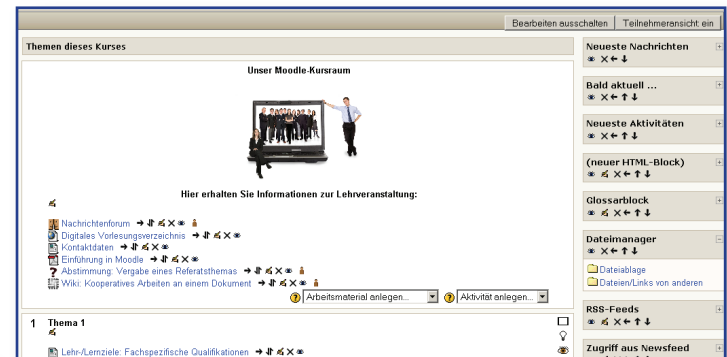 Bearbeiten ausschalten Teilnehmeransicht ein
Themen dieses Kurses
Unser Moodle-Kursraum
Hier erhalten Sie Informationen zur Lehrveranstaltung:
Nachrichtenforum
Digitales Vorlesungsverzeichnis
Kontaktdaten
Einführung in Moodle
Abstimmung: Vergabe eines Referatsthemas
Wiki: Kooperatives Arbeiten an einem Dokument
Arbeitsmaterial anlegen... Aktivität anlegen...
1 Thema 1
Lehr-/Lernziele: Fachspezifische Qualifikationen
Neueste Nachrichten
Bald aktuell ...
Neueste Aktivitäten
(neuer HTML-Block)
Glossarblock
Dateimanager
Dateiablage
Dateien/Links von anderen
RSS-Feeds
Zugriff aus Newsfeed